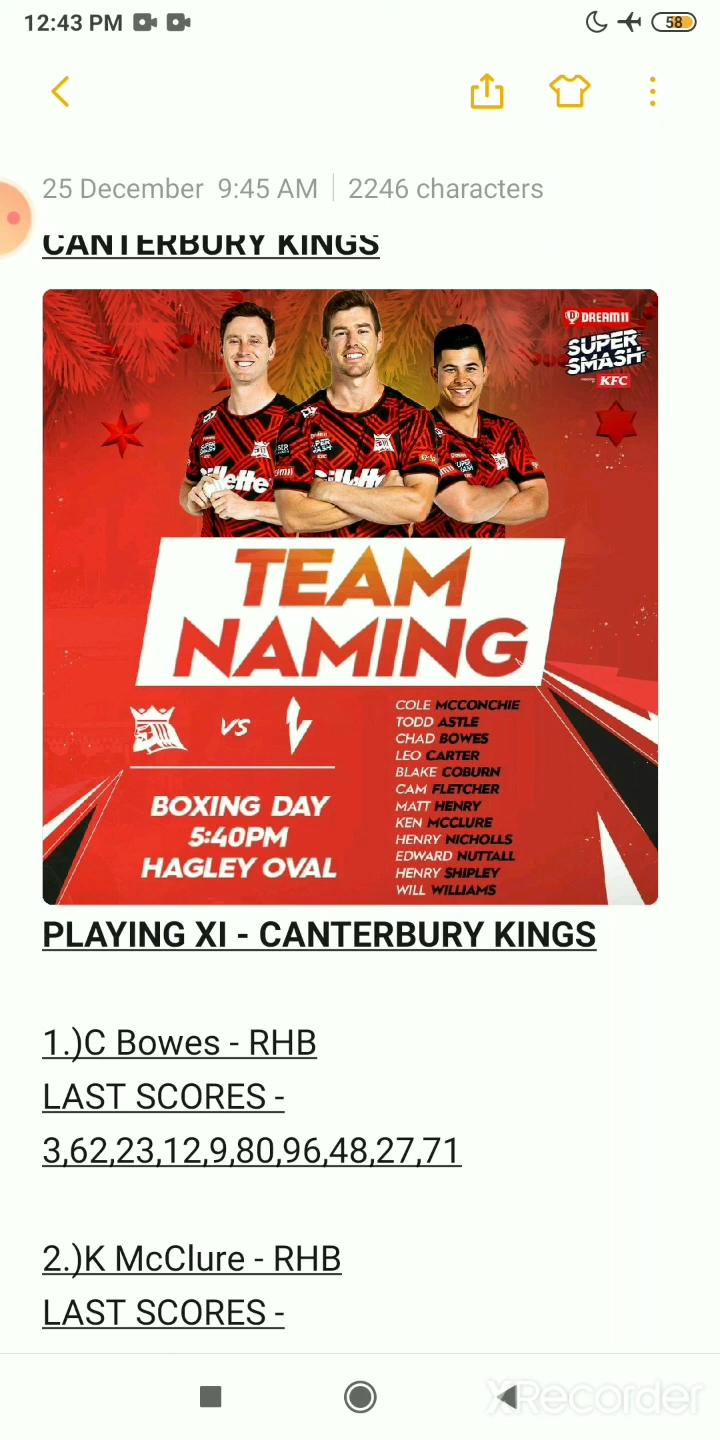 12:43 PM
58
25 December 9:45 AM | 2246 characters
CANTERBURY KINGS
DREAM11
SUPER
SMASH
KFC
Gillette
TEAM
NAMING
VS
BOXING DAY
5:40PM
HAGLEY OVAL
COLE MCCONCHIE
TODD ASTLE
CHAD BOWES
LEO CARTER
BLAKE COBURN
CAM FLETCHER
MATT HENRY
KEN MCCLURE
HENRY NICHOLLS
EDWARD NUTTALL
HENRY SHIPLEY
WILL WILLIAMS
PLAYING XI - CANTERBURY KINGS
1.)C Bowes - RHB
LAST SCORES -
3,62,23,12,9,80,96,48,27,71
2.)K McClure - RHB
LAST SCORES -
XRecorder